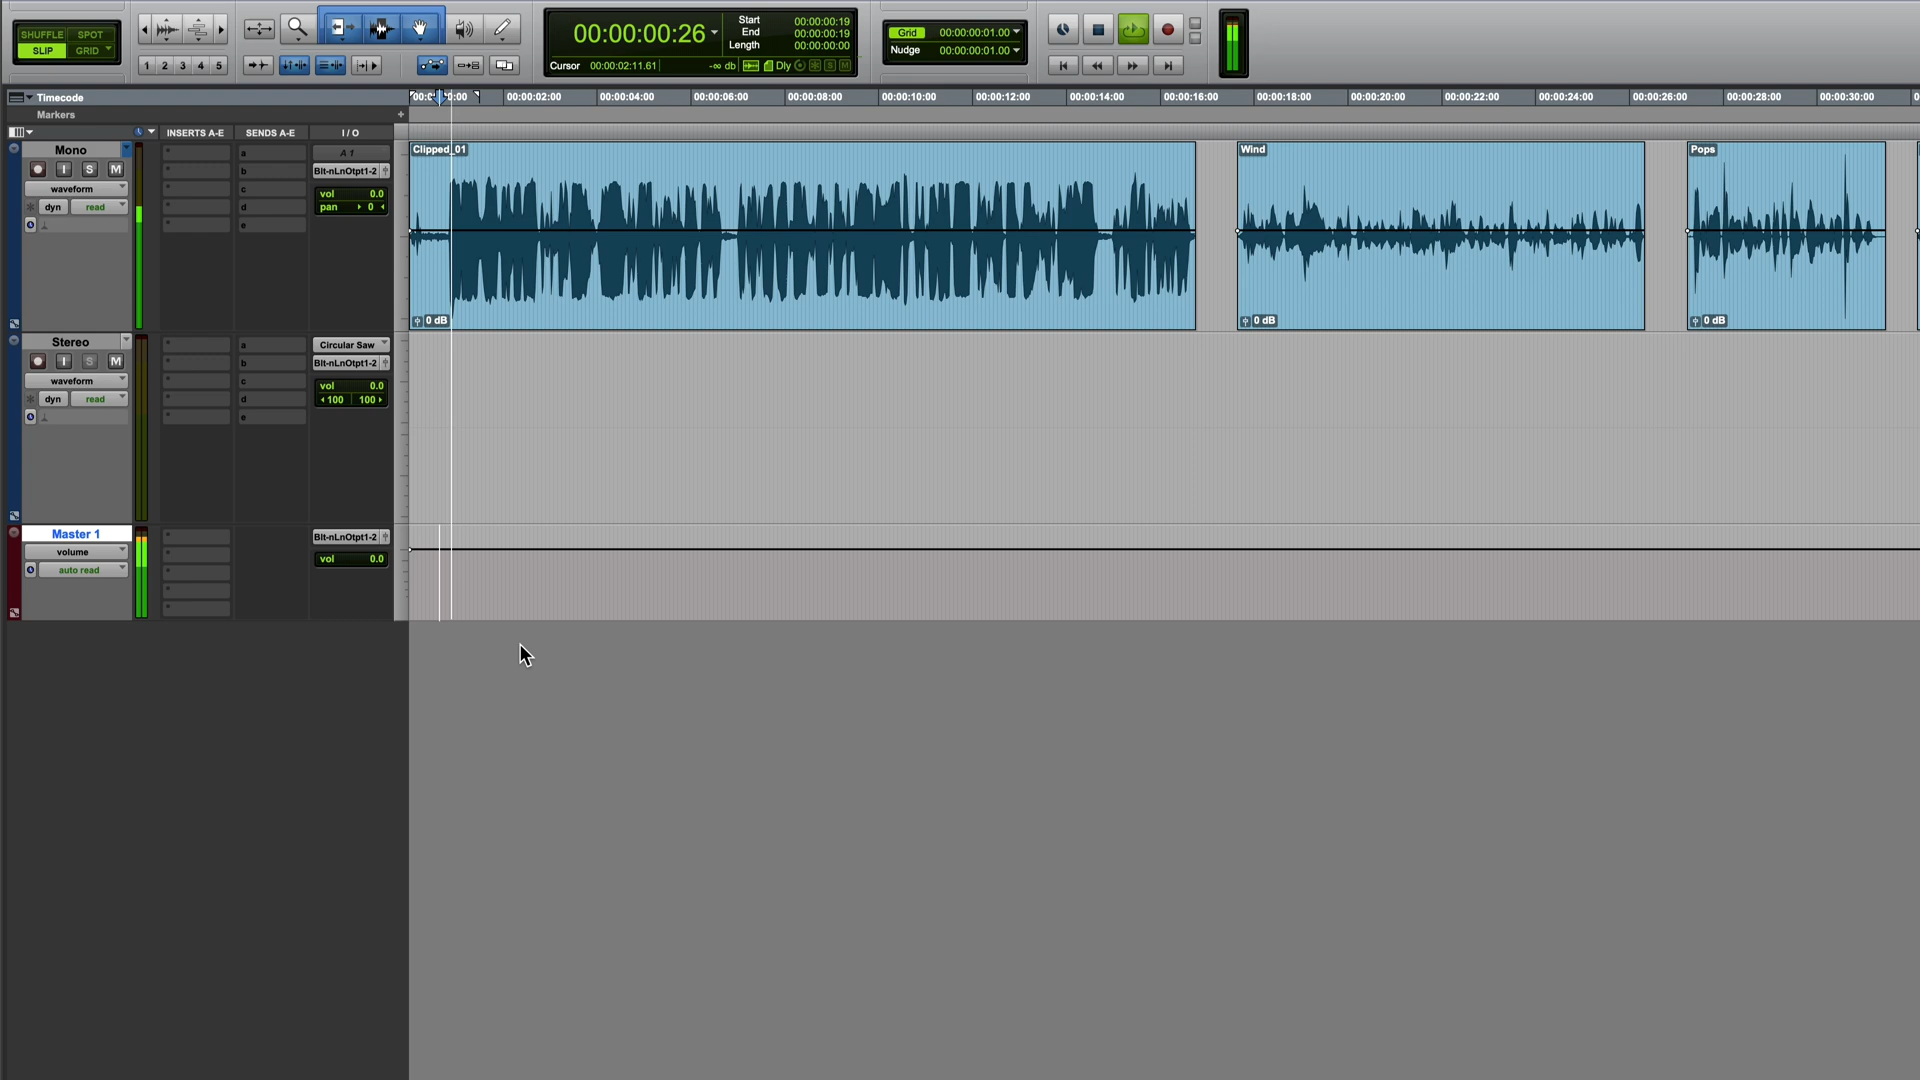 SHUFFLE SPOT
SLIP GRID
1 2 3 4 5
00:00:00:26
Start 00:00:00:19
End 00:00:00:19
Length 00:00:00:00
Cursor 00:00:02:11.61 -∞ db Dly S M
Grid 00:00:00:01.00
Nudge 00:00:00:01.00
Timecode
00:00:02:00 00:00:04:00 00:00:06:00 00:00:08:00 00:00:10:00 00:00:12:00 00:00:14:00 00:00:16:00 00:00:18:00 00:00:20:00 00:00:22:00 00:00:24:00 00:00:26:00 00:00:28:00 00:00:30:00
Markers
INSERTS A-E SENDS A-E I / O
Mono
I S M
waveform
dyn read
a
b
c
d
e
A 1
Blt-nLnOtpt1-2
vol 0.0
pan 0
Clipped_01
0 dB
Wind
0 dB
Pops
0 dB
Stereo
I S M
waveform
dyn read
a
b
c
d
e
Circular Saw
Blt-nLnOtpt1-2
vol 0.0
100 100
Master 1
volume
auto read
Blt-nLnOtpt1-2
vol 0.0